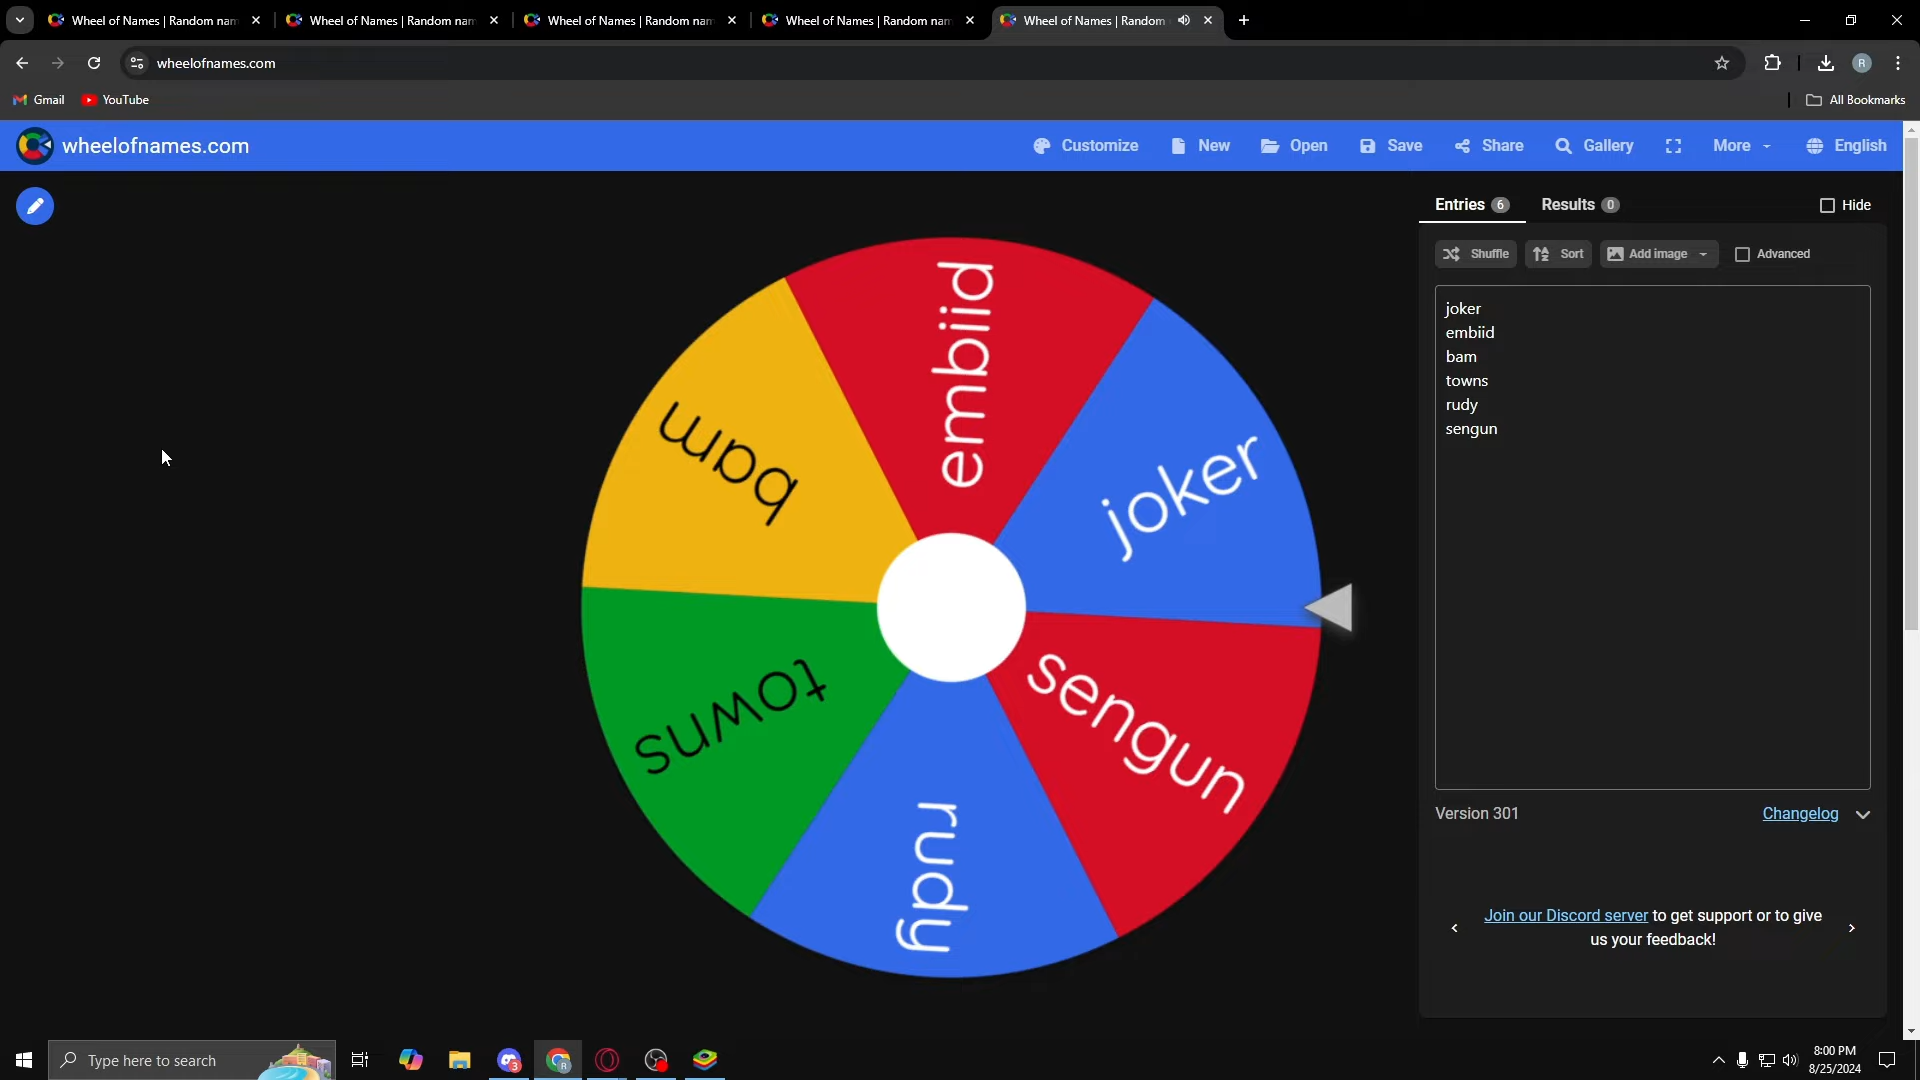 Wheel of Names | Random nam
Wheel of Names | Random nam
Wheel of Names | Random nam
Wheel of Names | Random nam
Wheel of Names | Random
wheelofnames.com
R
Gmail
YouTube
All Bookmarks
wheelofnames.com
Customize
New
Open
Save
Share
Gallery
More
English
Entries 6
Results 0
Hide
Shuffle
Sort
Add image
Advanced
joker
embiid
bam
towns
rudy
sengun
embiid
joker
bam
sengun
towns
rudy
Version 301
Changelog
Join our Discord server to get support or to give
us your feedback!
Type here to search
3
R
8:00 PM
8/25/2024